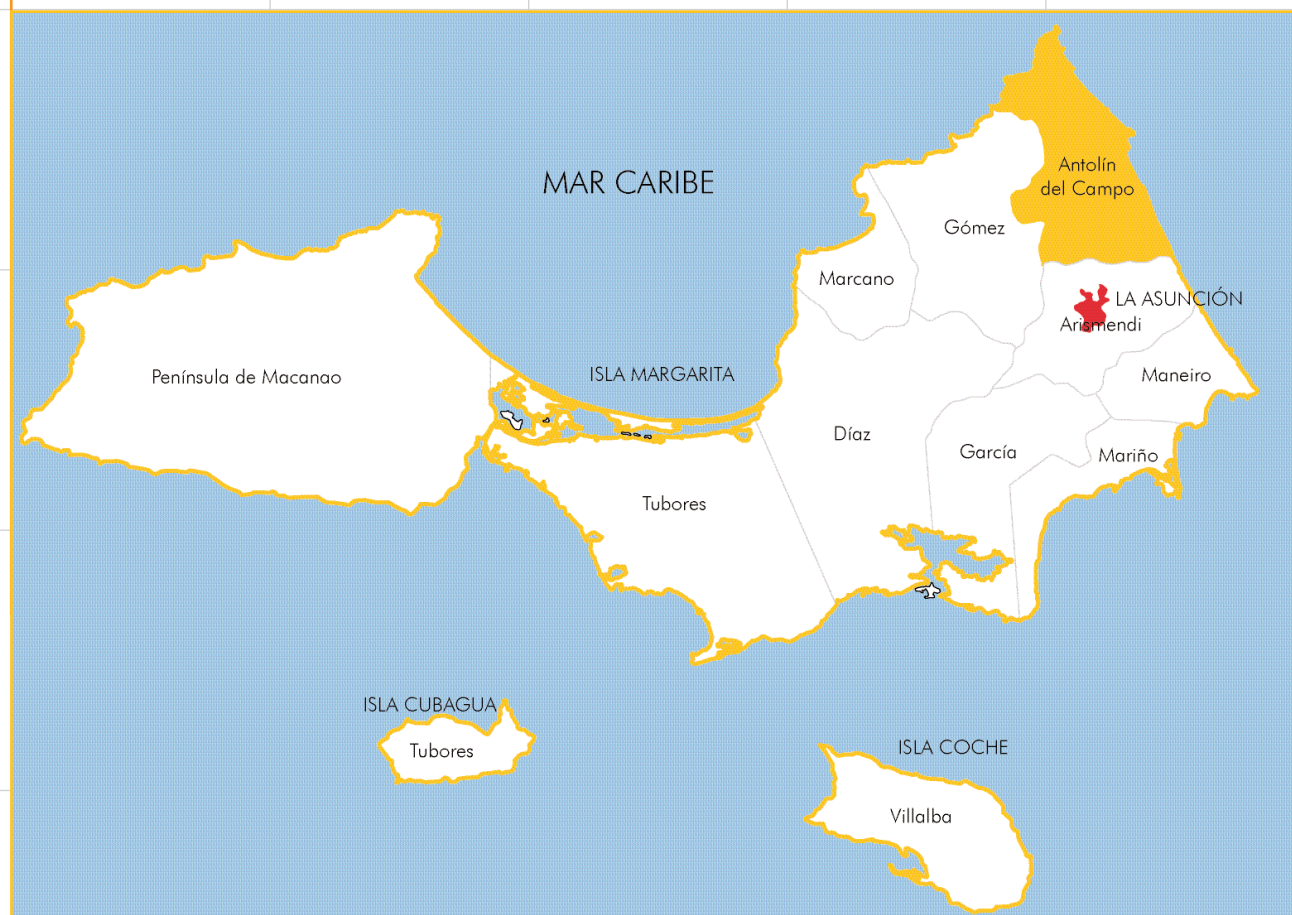 MAR CARIBE
Antolín
del Campo
Gómez
Marcano
LA ASUNCIÓN
Arismendi
ISLA MARGARITA
Maneiro
Península de Macanao
Díaz
García
Mariño
Tubores
ISLA CUBAGUA
Tubores
ISLA COCHE
Villalba